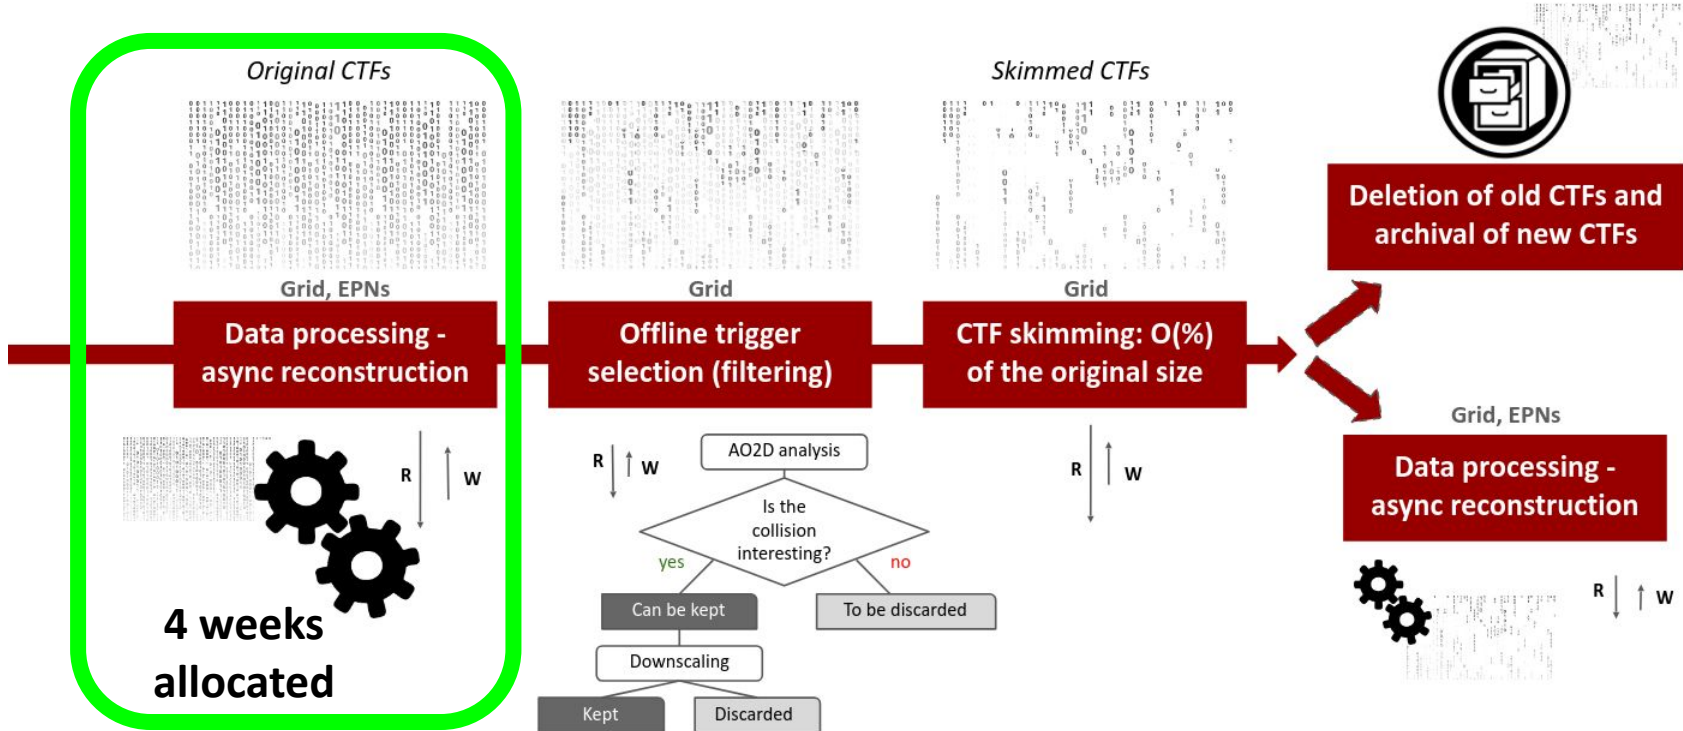 Original CTFs
Skimmed CTFs
Deletion of old CTFs and
archival of new CTFs
Grid, EPNs
Data processing -
async reconstruction
Grid
Offline trigger
selection (filtering)
Grid
CTF skimming: O(%)
of the original size
R
W
4 weeks
allocated
R
W
AO2D analysis
Is the
collision
interesting?
yes
no
Can be kept
To be discarded
Downscaling
Kept
Discarded
R
W
Grid, EPNs
Data processing -
async reconstruction
R
W